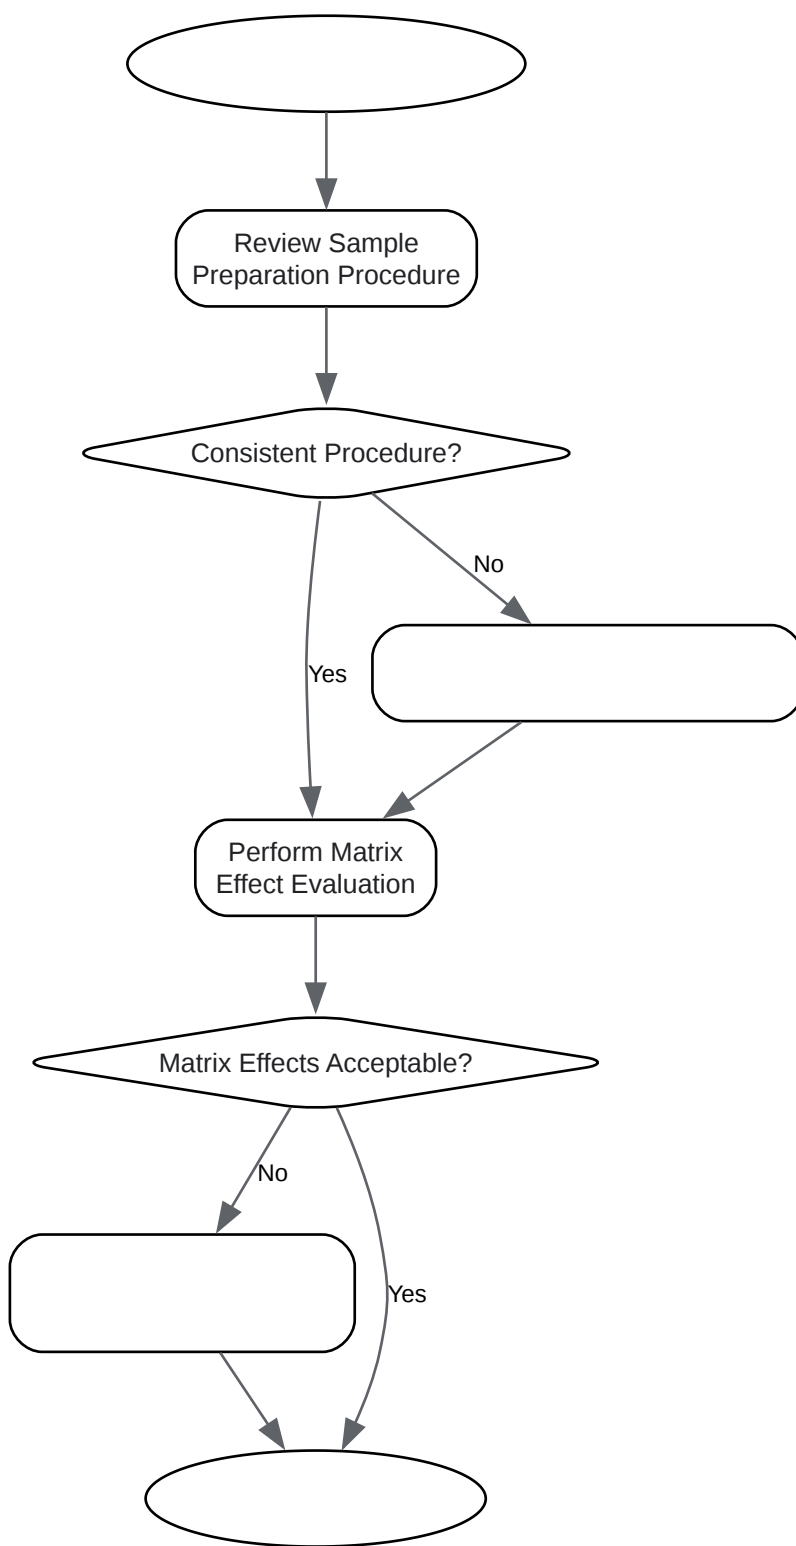 Review Sample
Preparation Procedure
Consistent Procedure?
No
Yes
Perform Matrix
Effect Evaluation
Matrix Effects Acceptable?
No
Yes